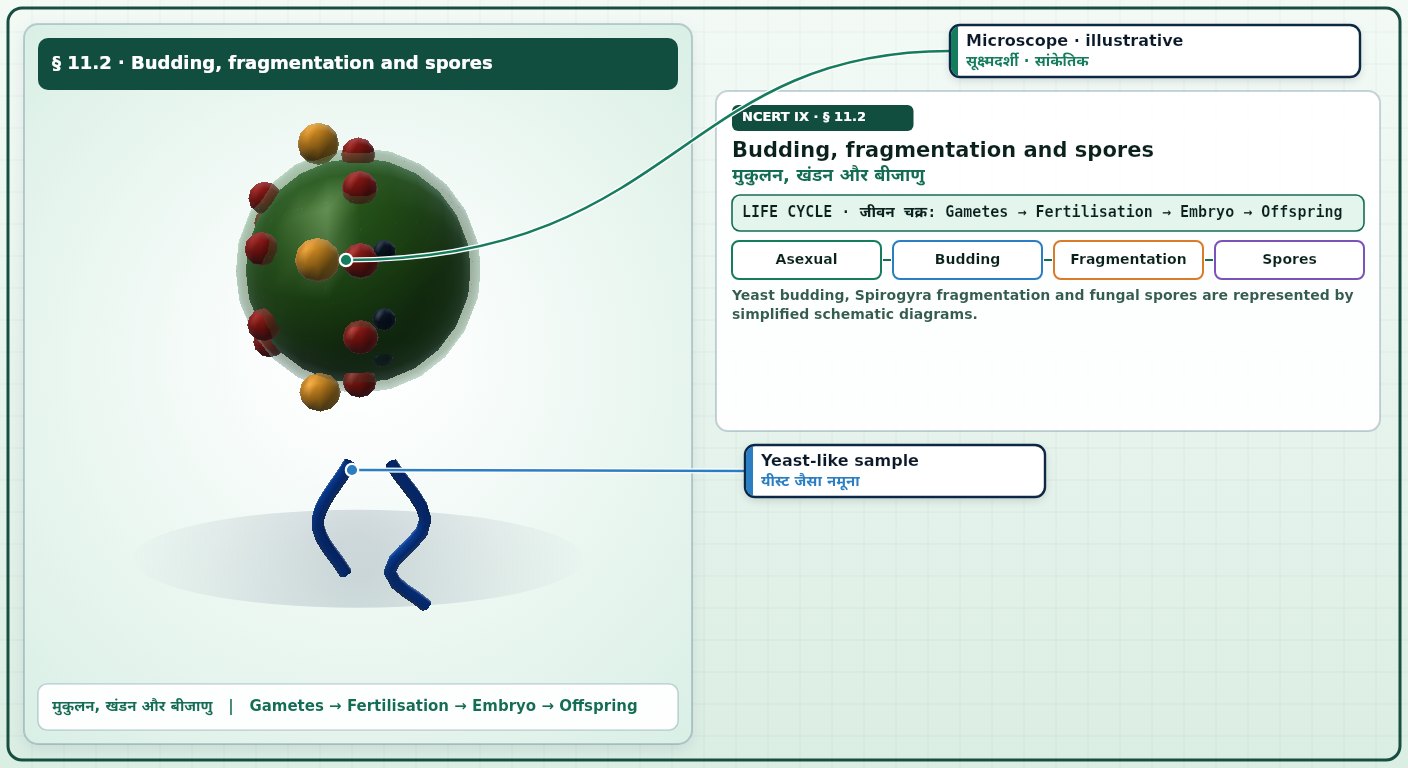 § 11.2 · Budding, fragmentation and spores
Microscope · illustrative
सूक्ष्मदर्शी · सांकेतिक
NCERT IX · § 11.2
Budding, fragmentation and spores
मुकुलन, खंडन और बीजाणु
LIFE CYCLE · जीवन चक्र: Gametes → Fertilisation → Embryo → Offspring
Asexual
Budding
Fragmentation
Spores
Yeast budding, Spirogyra fragmentation and fungal spores are represented by
simplified schematic diagrams.
Yeast-like sample
यीस्ट जैसा नमूना
मुकुलन, खंडन और बीजाणु | Gametes → Fertilisation → Embryo → Offspring